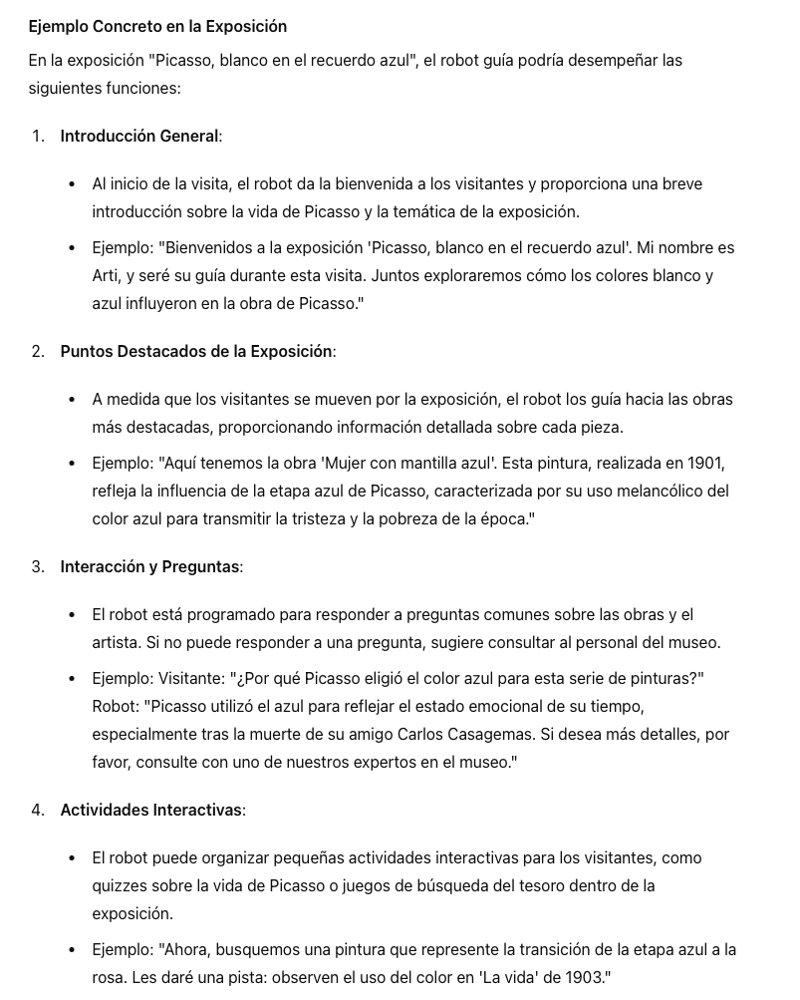 Ejemplo Concreto en la Exposición
En la exposición "Picasso, blanco en el recuerdo azul", el robot guía podría desempeñar las
siguientes funciones:
1. Introducción General:
• Al inicio de la visita, el robot da la bienvenida a los visitantes y proporciona una breve
introducción sobre la vida de Picasso y la temática de la exposición.
• Ejemplo: "Bienvenidos a la exposición 'Picasso, blanco en el recuerdo azul'. Mi nombre es
Arti, y seré su guía durante esta visita. Juntos exploraremos cómo los colores blanco y
azul influyeron en la obra de Picasso."
2. Puntos Destacados de la Exposición:
• A medida que los visitantes se mueven por la exposición, el robot los guía hacia las obras
más destacadas, proporcionando información detallada sobre cada pieza.
• Ejemplo: "Aquí tenemos la obra 'Mujer con mantilla azul'. Esta pintura, realizada en 1901,
refleja la influencia de la etapa azul de Picasso, caracterizada por su uso melancólico del
color azul para transmitir la tristeza y la pobreza de la época."
3. Interacción y Preguntas:
• El robot está programado para responder a preguntas comunes sobre las obras y el
artista. Si no puede responder a una pregunta, sugiere consultar al personal del museo.
• Ejemplo: Visitante: "¿Por qué Picasso eligió el color azul para esta serie de pinturas?"
Robot: "Picasso utilizó el azul para reflejar el estado emocional de su tiempo,
especialmente tras la muerte de su amigo Carlos Casagemas. Si desea más detalles, por
favor, consulte con uno de nuestros expertos en el museo."
4. Actividades Interactivas:
• El robot puede organizar pequeñas actividades interactivas para los visitantes, como
quizzes sobre la vida de Picasso o juegos de búsqueda del tesoro dentro de la
exposición.
• Ejemplo: "Ahora, busquemos una pintura que represente la transición de la etapa azul a la
rosa. Les daré una pista: observen el uso del color en 'La vida' de 1903."